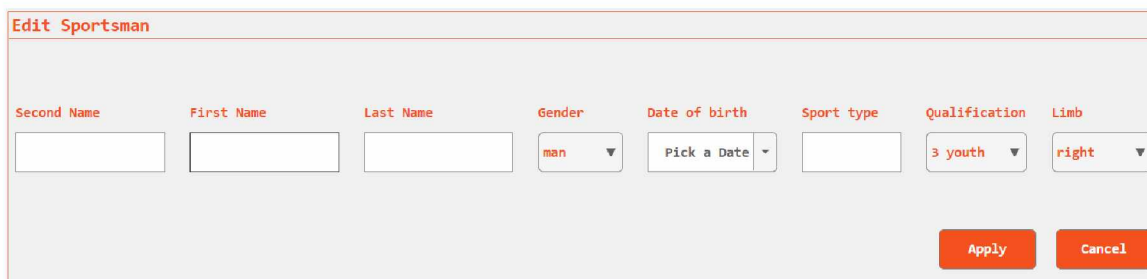 Edit Sportsman
Second Name First Name Last Name Gender Date of birth Sport type Qualification Limb
man Pick a Date 3 youth right
Apply Cancel